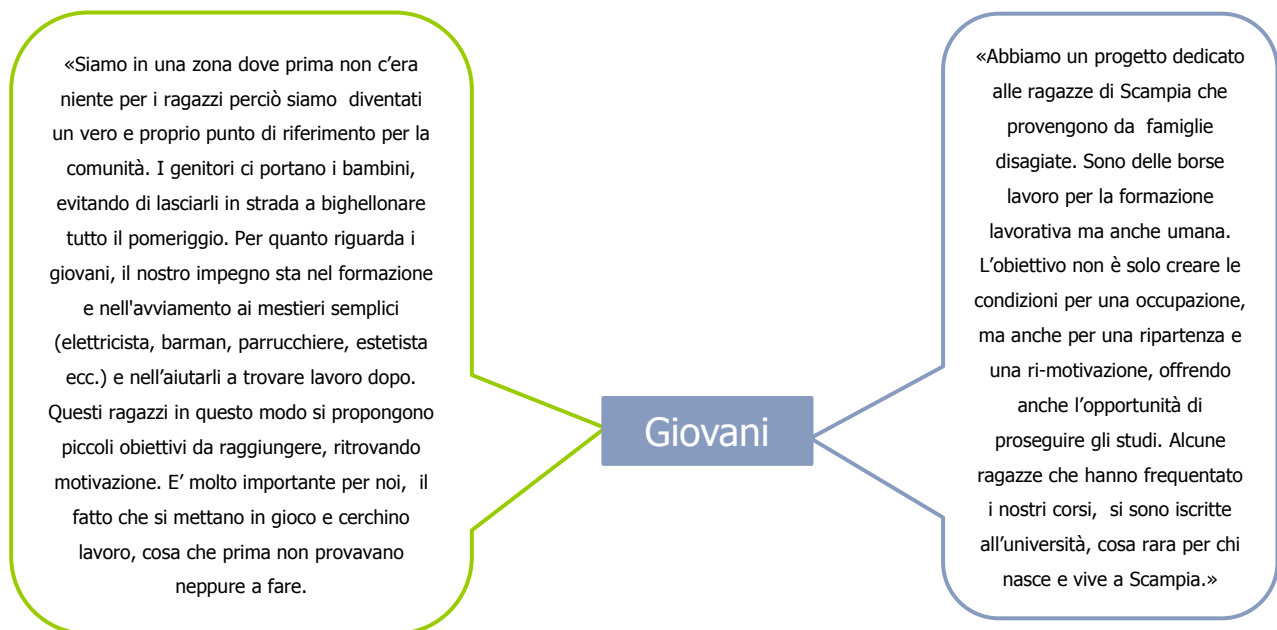 «Siamo in una zona dove prima non c'era
niente per i ragazzi perciò siamo diventati
un vero e proprio punto di riferimento per la
comunità. I genitori ci portano i bambini,
evitando di lasciarli in strada a bighellonare
tutto il pomeriggio. Per quanto riguarda i
giovani, il nostro impegno sta nel formazione
e nell'avviamento ai mestieri semplici
(elettricista, barman, parrucchiere, estetista
ecc.) e nell'aiutarli a trovare lavoro dopo.
Questi ragazzi in questo modo si propongono
piccoli obiettivi da raggiungere, ritrovando
motivazione. E' molto importante per noi, il
fatto che si mettano in gioco e cerchino
lavoro, cosa che prima non provavano
neppure a fare.
Giovani
«Abbiamo un progetto dedicato
alle ragazze di Scampia che
provengono da famiglie
disagiate. Sono delle borse
lavoro per la formazione
lavorativa ma anche umana.
L'obiettivo non è solo creare le
condizioni per una occupazione,
ma anche per una ripartenza e
una ri-motivazione, offrendo
anche l'opportunità di
proseguire gli studi. Alcune
ragazze che hanno frequentato
i nostri corsi, si sono iscritte
all'università, cosa rara per chi
nasce e vive a Scampia.»